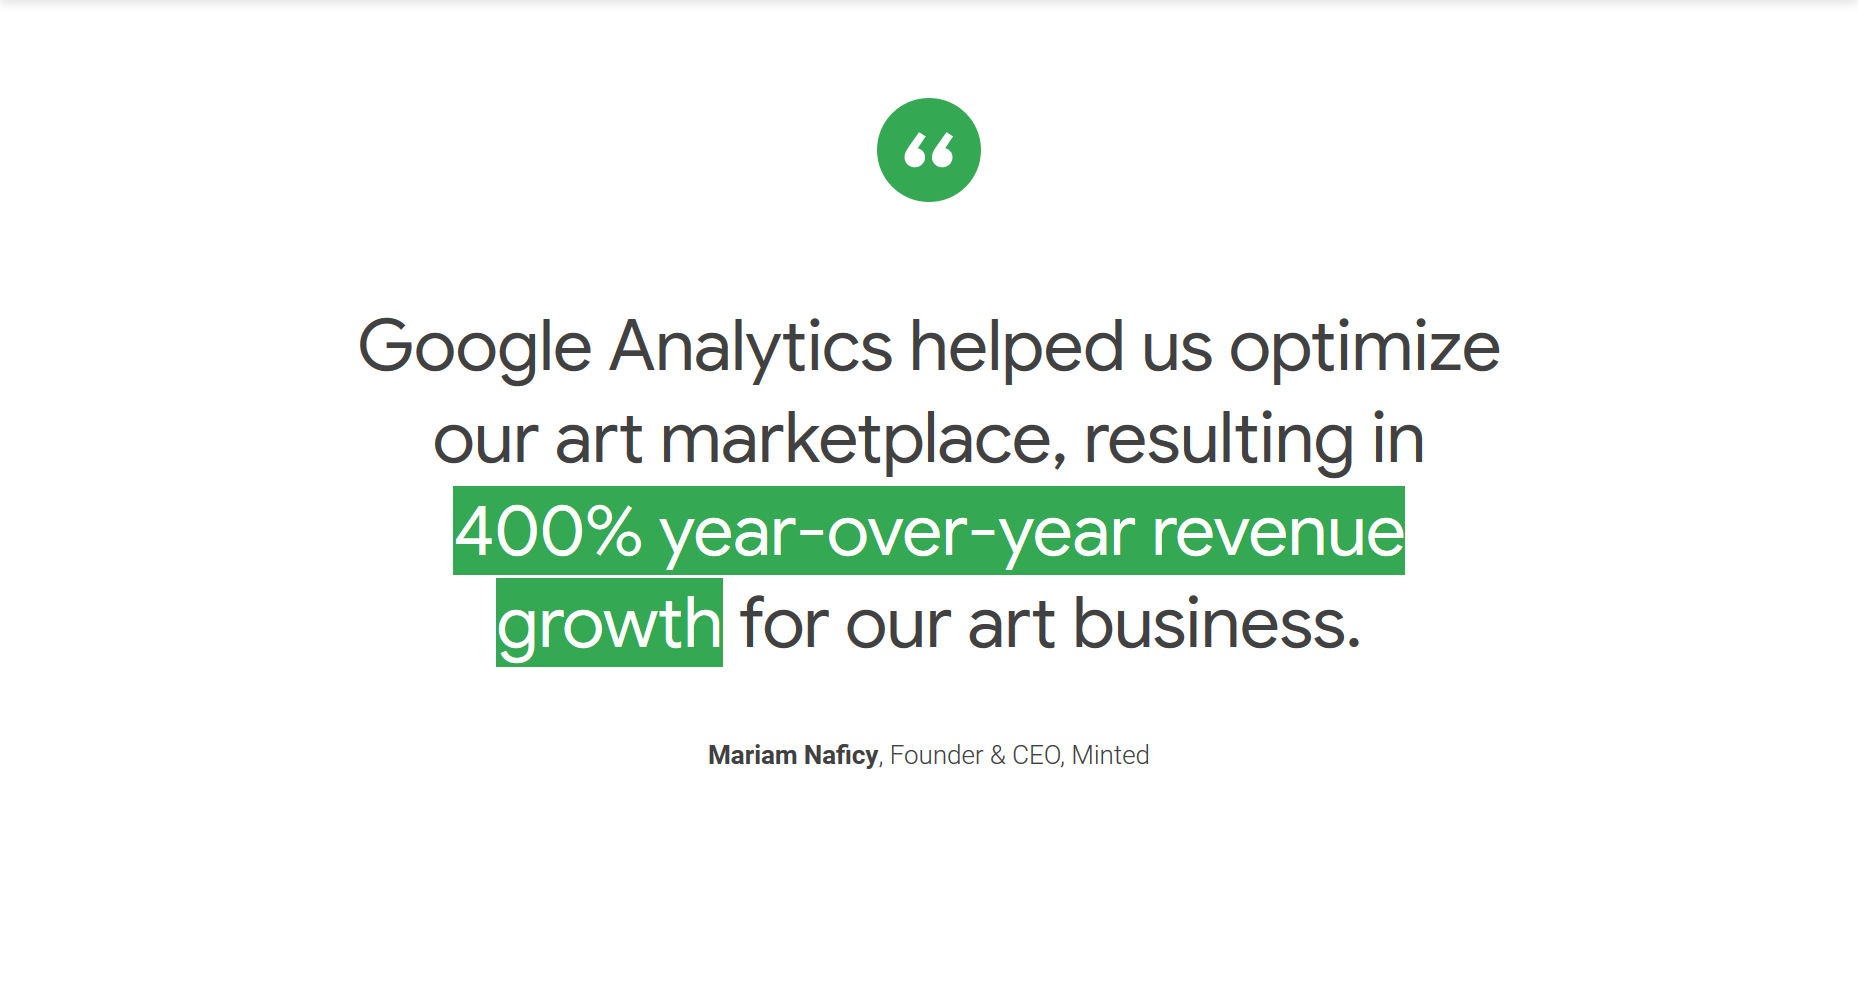 “
Google Analytics helped us optimize
our art marketplace, resulting in
400% year-over-year revenue
growth for our art business.
Mariam Naficy, Founder & CEO, Minted